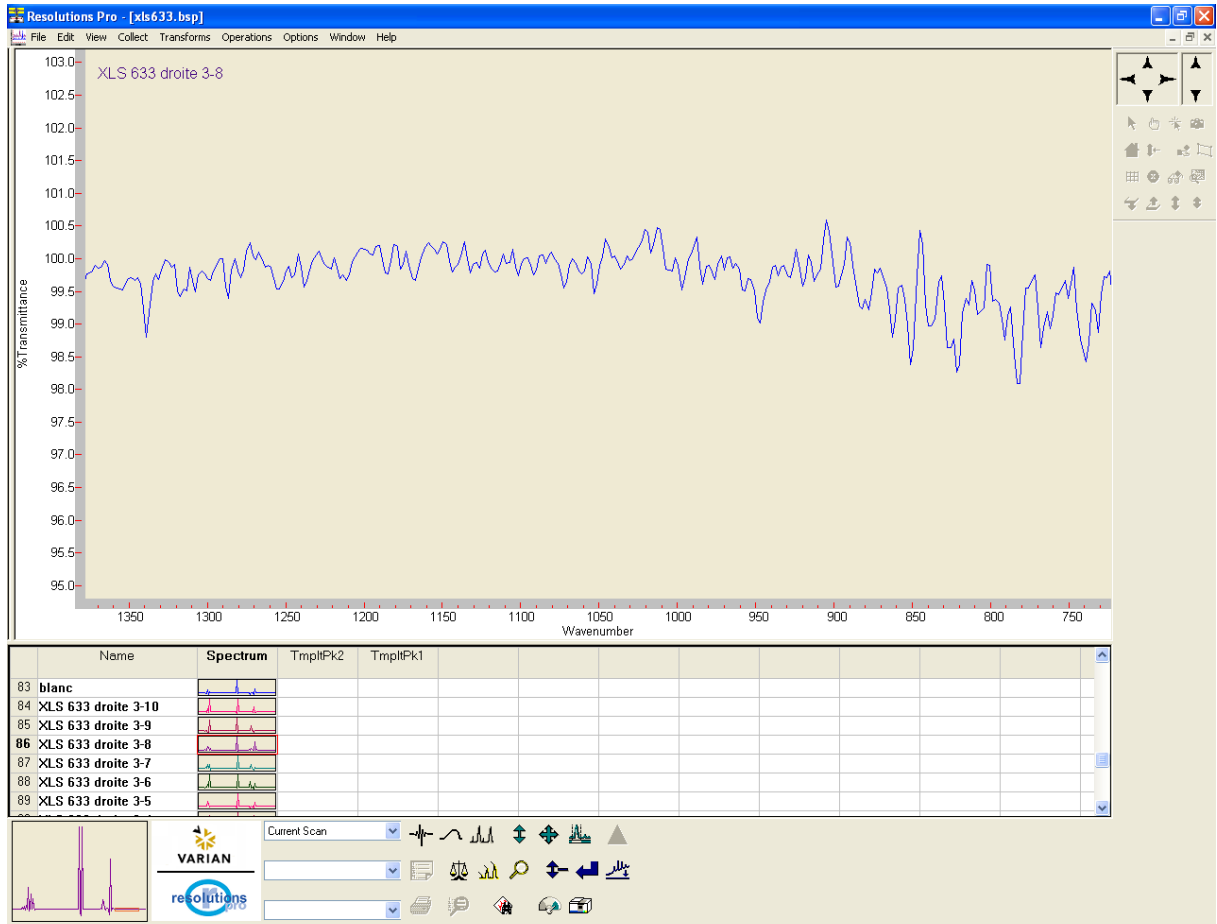 Resolutions Pro - [xls633.bsp]
File Edit View Collect Transforms Operations Options Window Help
XLS 633 droite 3-8
103.0
102.5
102.0
101.5
101.0
100.5
100.0
99.5
99.0
98.5
98.0
97.5
97.0
96.5
96.0
95.5
95.0
%Transmittance
1350 1300 1250 1200 1150 1100 1050 1000 950 900 850 800 750
Wavenumber
Name Spectrum TmpltPk2 TmpltPk1
83 blanc
84 XLS 633 droite 3-10
85 XLS 633 droite 3-9
86 XLS 633 droite 3-8
87 XLS 633 droite 3-7
88 XLS 633 droite 3-6
89 XLS 633 droite 3-5
Current Scan
VARIAN
resolutions
pro